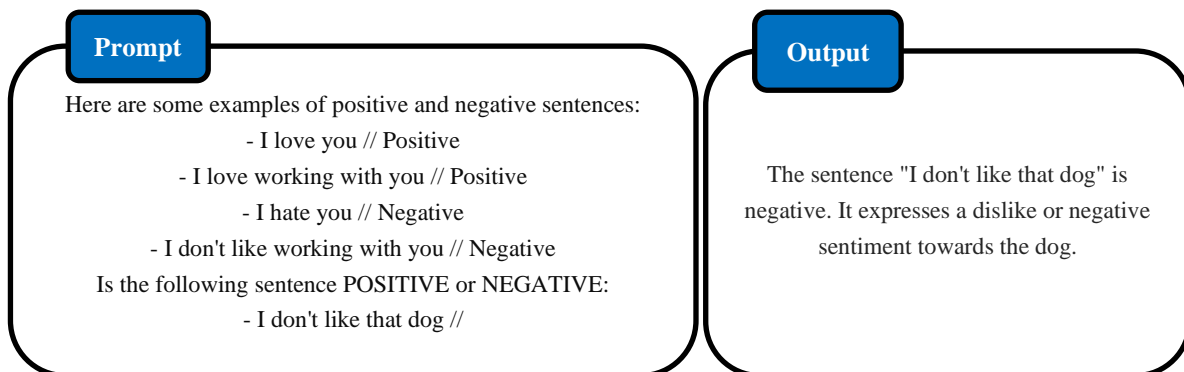 Prompt
Here are some examples of positive and negative sentences:
- I love you // Positive
- I love working with you // Positive
- I hate you // Negative
- I don't like working with you // Negative
Is the following sentence POSITIVE or NEGATIVE:
- I don't like that dog //
Output
The sentence "I don't like that dog" is
negative. It expresses a dislike or negative
sentiment towards the dog.